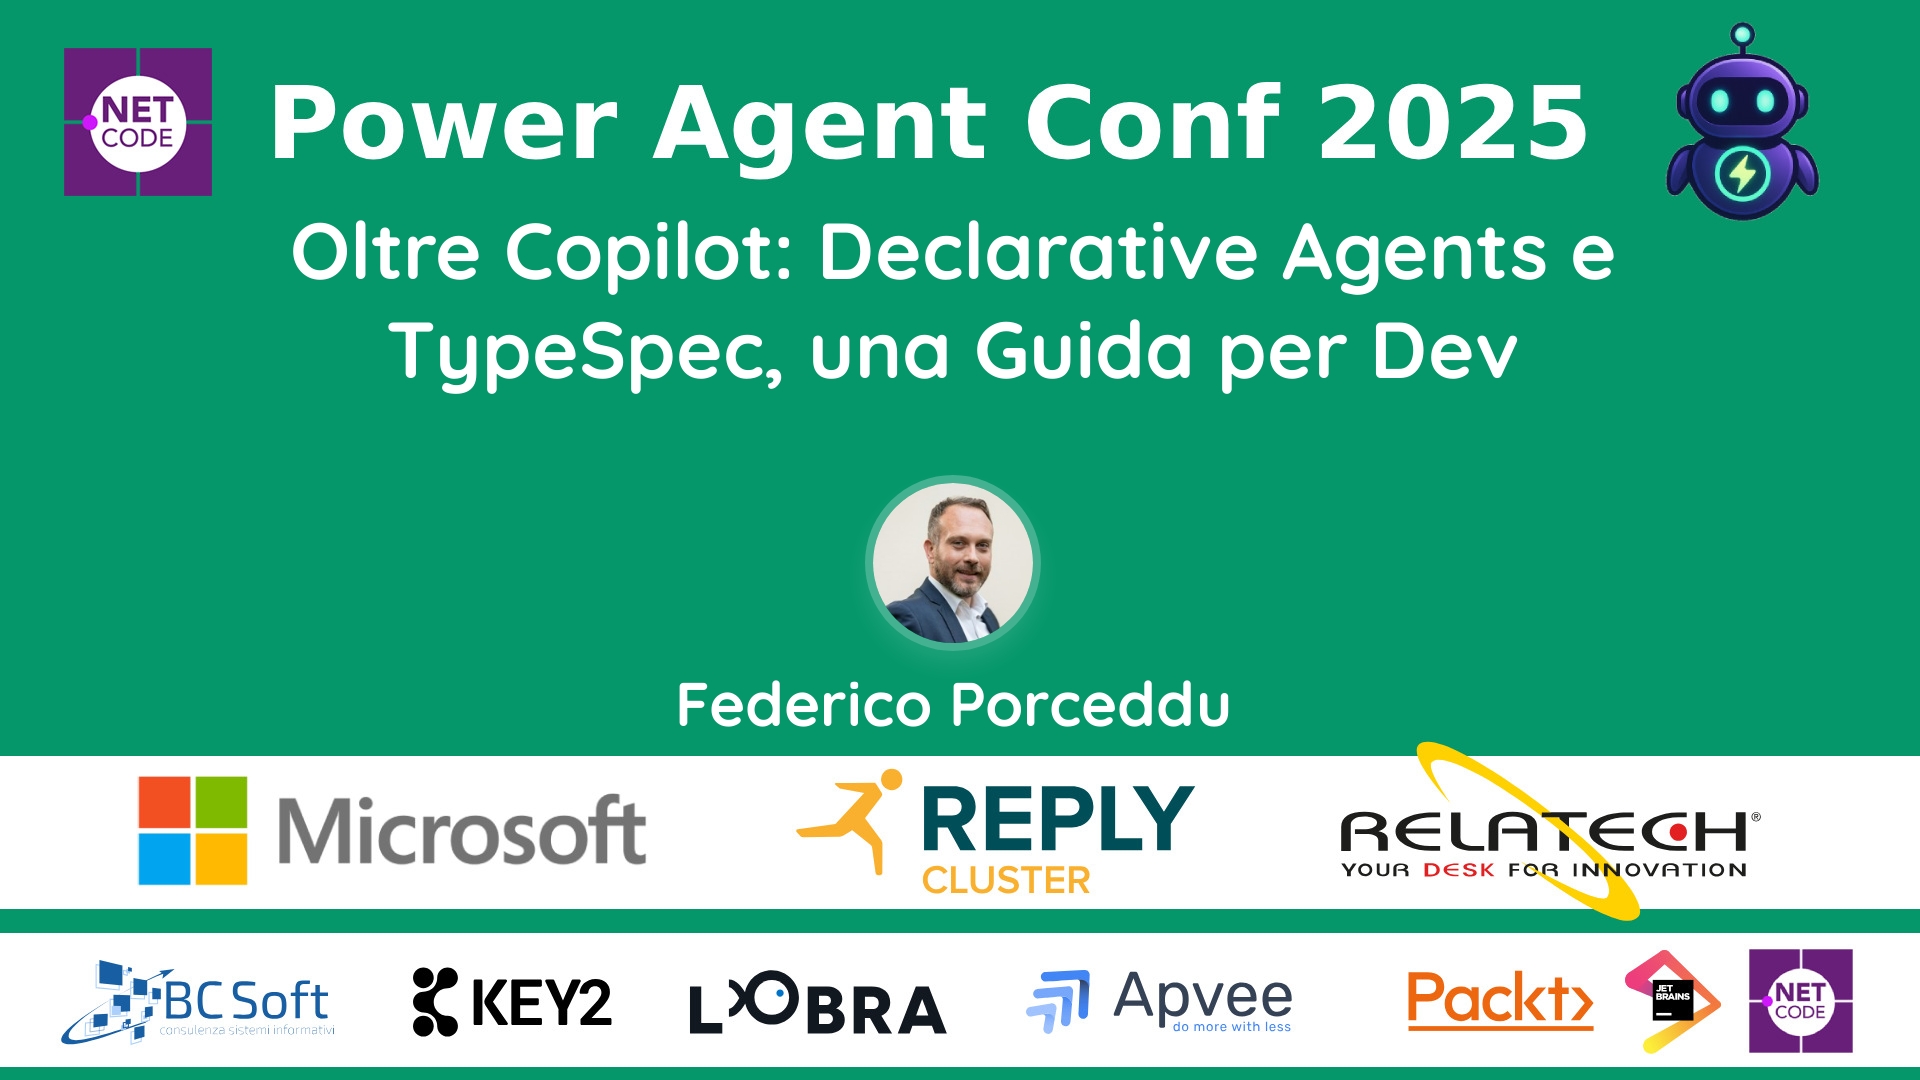 NET
CODE
Power Agent Conf 2025
Oltre Copilot: Declarative Agents e
TypeSpec, una Guida per Dev
Federico Porceddu
Microsoft
REPLY
CLUSTER
RELATECH®
YOUR DESK FOR INNOVATION
BC Soft
consulenza sistemi informativi
KEY2
LOBRA
Apvee
do more with less
Packt>
JET
BRAINS
NET
CODE